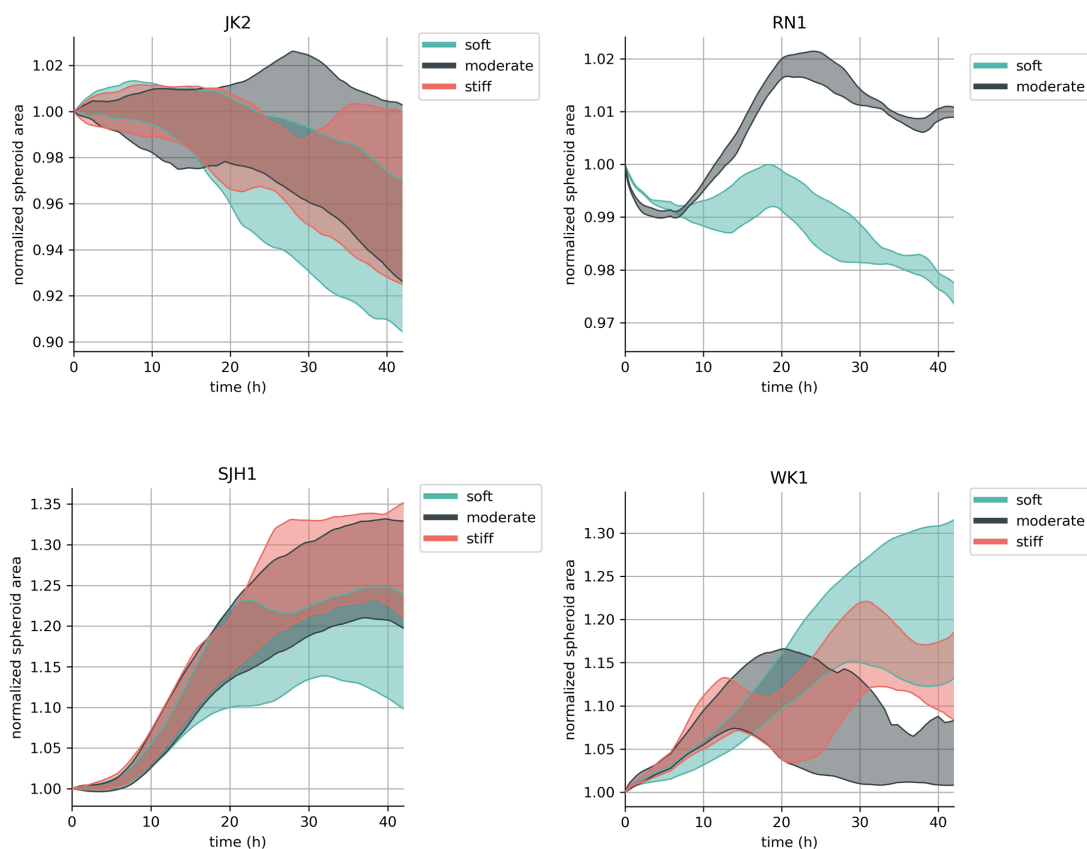 JK2
normalized spheroid area
1.02
1.00
0.98
0.96
0.94
0.92
0.90
0 10 20 30 40
time (h)
soft
moderate
stiff
RN1
normalized spheroid area
1.02
1.01
1.00
0.99
0.98
0.97
0 10 20 30 40
time (h)
soft
moderate
SJH1
normalized spheroid area
1.35
1.30
1.25
1.20
1.15
1.10
1.05
1.00
0 10 20 30 40
time (h)
soft
moderate
stiff
WK1
normalized spheroid area
1.30
1.25
1.20
1.15
1.10
1.05
1.00
0 10 20 30 40
time (h)
soft
moderate
stiff